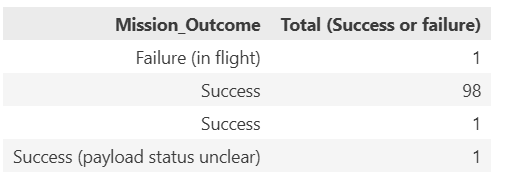 Mission_Outcome Total (Success or failure)
Failure (in flight) 1
Success 98
Success 1
Success (payload status unclear) 1